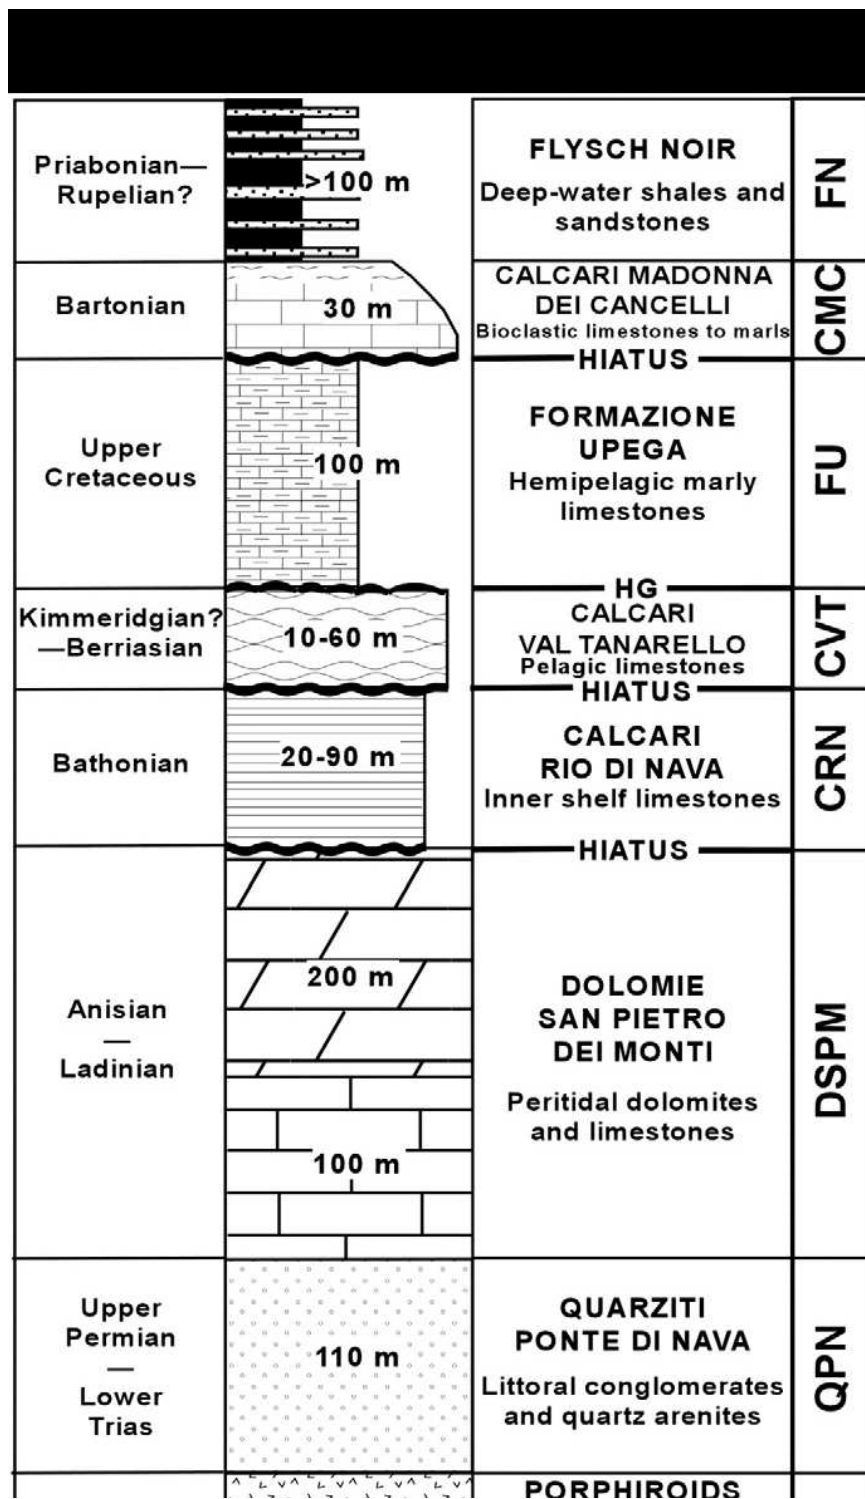 Priabonian—
Rupelian?
>100 m
FLYSCH NOIR
Deep-water shales and
sandstones
FN
Bartonian
30 m
CALCARI MADONNA
DEI CANCELLI
Bioclastic limestones to marls
CMC
HIATUS
Upper
Cretaceous
100 m
FORMAZIONE
UPEGA
Hemipelagic marly
limestones
FU
HG
Kimmeridgian?
—Berriasian
10-60 m
CALCARI
VAL TANARELLO
Pelagic limestones
CVT
HIATUS
Bathonian
20-90 m
CALCARI
RIO DI NAVA
Inner shelf limestones
CRN
HIATUS
Anisian
—
Ladinian
200 m
100 m
DOLOMIE
SAN PIETRO
DEI MONTI
Peritidal dolomites
and limestones
DSPM
Upper
Permian
—
Lower
Trias
110 m
QUARZITI
PONTE DI NAVA
Littoral conglomerates
and quartz arenites
QPN
PORPHIROIDS